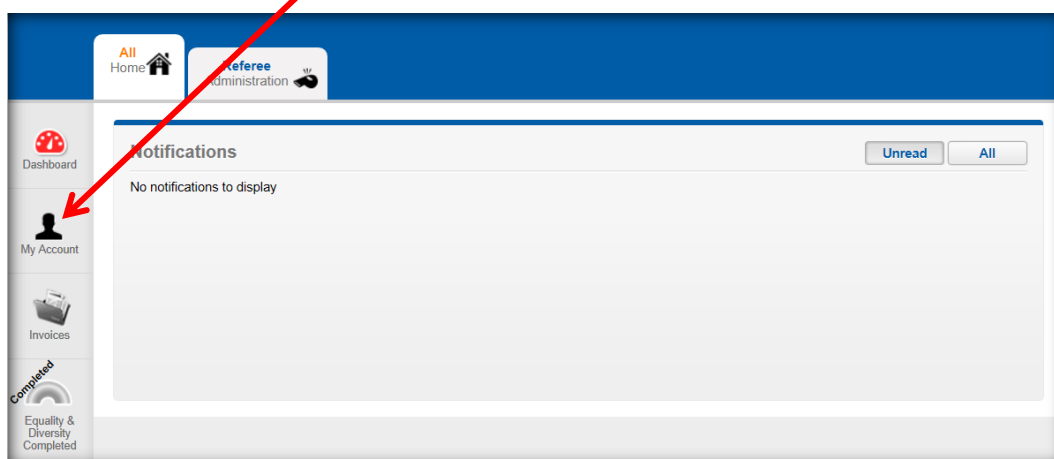 All
Home
Referee
Administration
Dashboard
Notifications
Unread
All
No notifications to display
My Account
Invoices
Completed
Equality &
Diversity
Completed